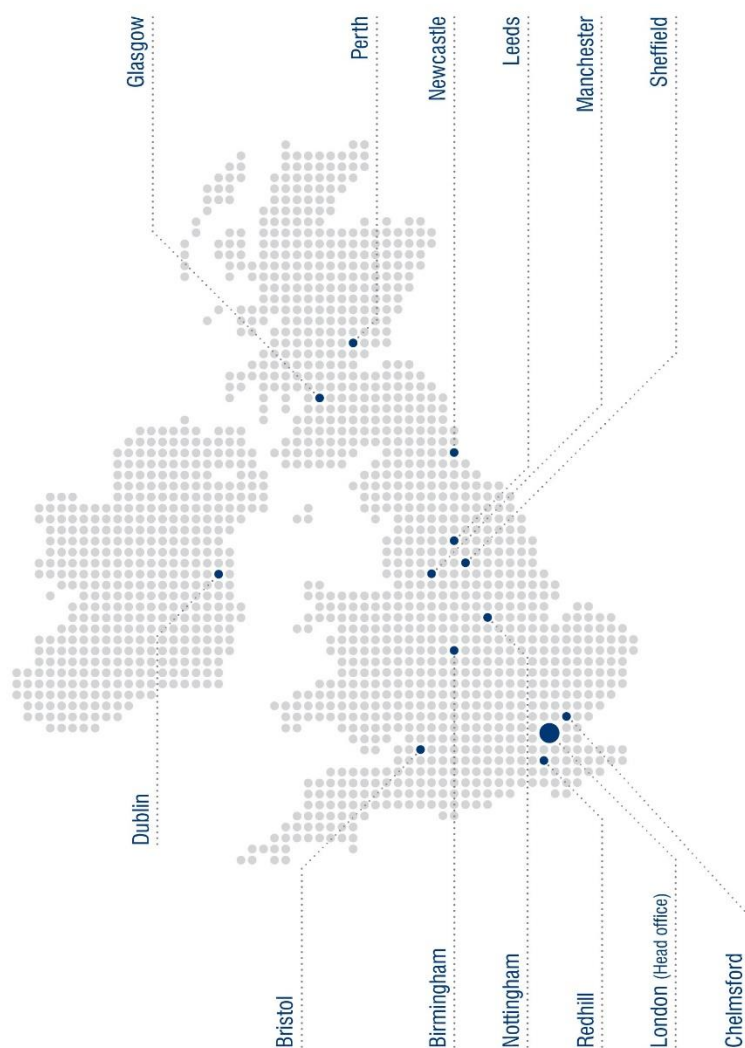 Glasgow
Perth
Newcastle
Leeds
Manchester
Sheffield
Dublin
Bristol
Birmingham
Nottingham
Redhill
London (Head office)
Chelmsford